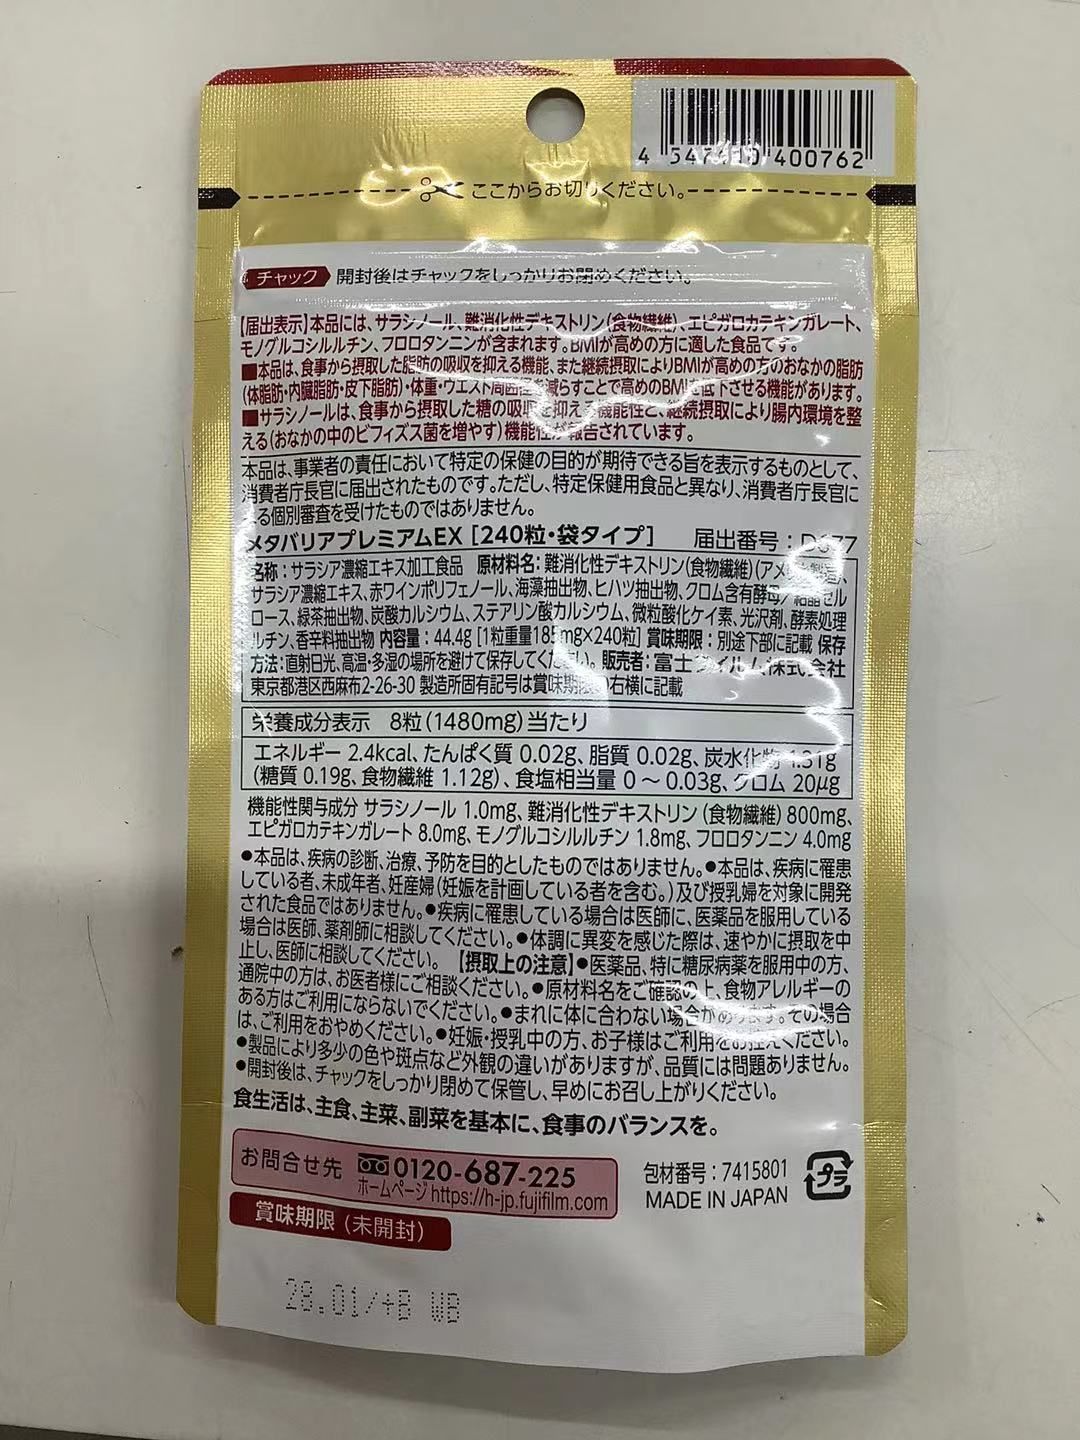 400762
ここからお切りください。
チャック 開封後はチャックをしっかりお閉めください。
【届出表示】本品には、サラシノール、難消化性デキストリン(食物繊維)、エピガロカテキンガレート、
モノグルコシルルチン、フロロタンニンが含まれます。BMIが高めの方に適した食品です。
■本品は、食事から摂取した脂肪の吸収を抑える機能、また継続摂取によりBMIが高めの方のおなかの脂肪
(体脂肪・内臓脂肪・皮下脂肪)・体重・ウエスト周囲径を減らすことで高めのBMIを低下させる機能があります。
■サラシノールは、食事から摂取した糖の吸収を抑える機能性と、継続摂取により腸内環境を整
える(おなかの中のビフィズス菌を増やす)機能性が報告されています。
本品は、事業者の責任において特定の保健の目的が期待できる旨を表示するものとして、
消費者庁長官に届出されたものです。ただし、特定保健用食品と異なり、消費者庁長官に
よる個別審査を受けたものではありません。
メタバリアプレミアムEX [240粒・袋タイプ] 届出番号:
名称:サラシア濃縮エキス加工食品 原材料名:難消化性デキストリン(食物繊維)(アメリカ製造)、
サラシア濃縮エキス、赤ワインポリフェノール、海藻抽出物、ヒハツ抽出物、クロム含有酵母/結晶セル
ロース、緑茶抽出物、炭酸カルシウム、ステアリン酸カルシウム、微粒酸化ケイ素、光沢剤、酵素処理
ルチン、香辛料抽出物 内容量:44.4g[1粒重量185mg×240粒] 賞味期限:別途下部に記載 保存
方法:直射日光、高温・多湿の場所を避けて保存してください。 販売者:富士フイルム株式会社
東京都港区西麻布2-26-30 製造所固有記号は賞味期限の右横に記載
栄養成分表示 8粒(1480mg)当たり
エネルギー 2.4kcal、たんぱく質 0.02g、脂質 0.02g、炭水化物 1.31g
(糖質 0.19g、食物繊維 1.12g)、食塩相当量 0～0.03g、クロム 20μg
機能性関与成分 サラシノール 1.0mg、難消化性デキストリン(食物繊維) 800mg、
エピガロカテキンガレート 8.0mg、モノグルコシルルチン 1.8mg、フロロタンニン 4.0mg
●本品は、疾病の診断、治療、予防を目的としたものではありません。●本品は、疾病に罹患
している者、未成年者、妊産婦(妊娠を計画している者を含む。)及び授乳婦を対象に開発
された食品ではありません。●疾病に罹患している場合は医師に、医薬品を服用している
場合は医師、薬剤師に相談してください。●体調に異変を感じた際は、速やかに摂取を中
止し、医師に相談してください。 【摂取上の注意】●医薬品、特に糖尿病薬を服用中の方、
通院中の方は、お医者様にご相談ください。●原材料名をご確認の上、食物アレルギーの
ある方はご利用にならないでください。●まれに体に合わない場合があります。その場合
は、ご利用をおやめください。●妊娠・授乳中の方、お子様はご利用をお控えください。
●製品により多少の色や斑点など外観の違いがありますが、品質には問題ありません。
●開封後は、チャックをしっかり閉めて保管し、早めにお召し上がりください。
食生活は、主食、主菜、副菜を基本に、食事のバランスを。
お問合せ先 0120-687-225
ホームページ https://h-jp.fujifilm.com
包材番号:7415801
MADE IN JAPAN
プラ
賞味期限(未開封)
28.01/+B WB